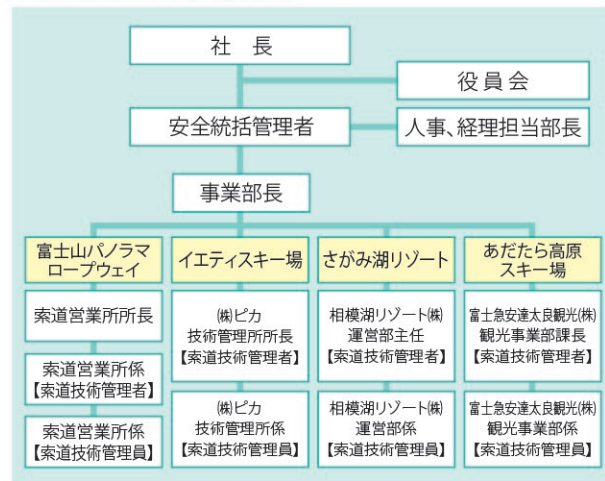 社　長
役員会
安全統括管理者
人事、経理担当部長
事業部長
富士山パノラマ
ロープウェイ
索道営業所所長
索道営業所係
【索道技術管理者】
索道営業所係
【索道技術管理員】
イエティスキー場
㈱ピカ
技術管理所所長
【索道技術管理者】
㈱ピカ
技術管理所係
【索道技術管理員】
さがみ湖リゾート
相模湖リゾート㈱
運営部主任
【索道技術管理者】
相模湖リゾート㈱
運営部係
【索道技術管理員】
あだたら高原
スキー場
富士急安達太良観光㈱
観光事業部課長
【索道技術管理者】
富士急安達太良観光㈱
観光事業部係
【索道技術管理員】